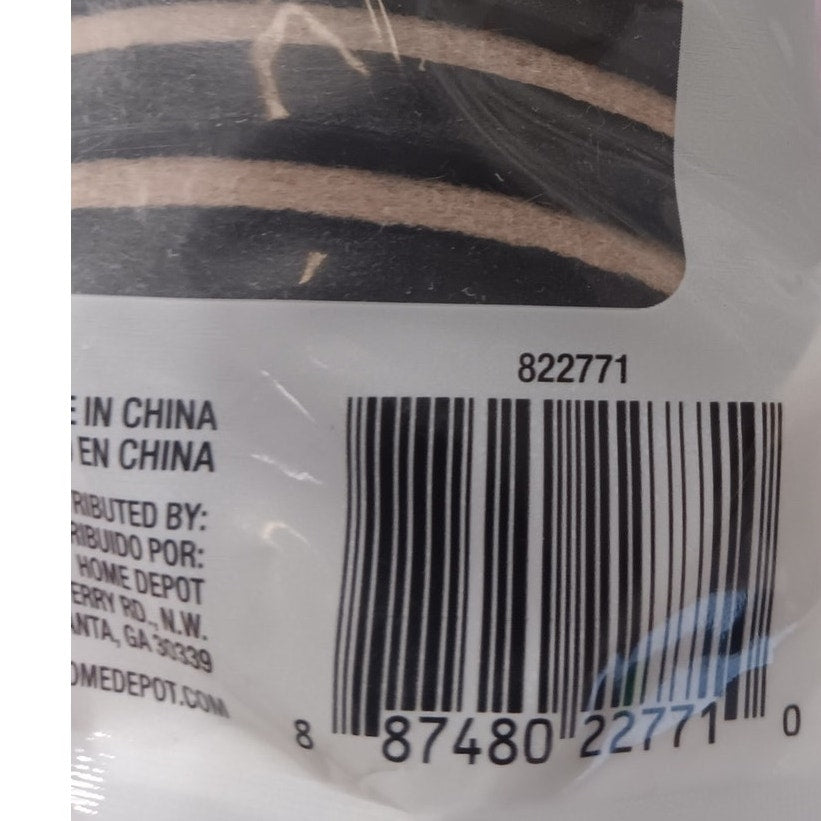 822771
E IN CHINA
EN CHINA
RIBUTED BY:
RIBUIDO POR:
HOME DEPOT
ERRY RD., N.W.
NTA, GA 30339
OMEDEPOT.COM
8 87480 22771 0